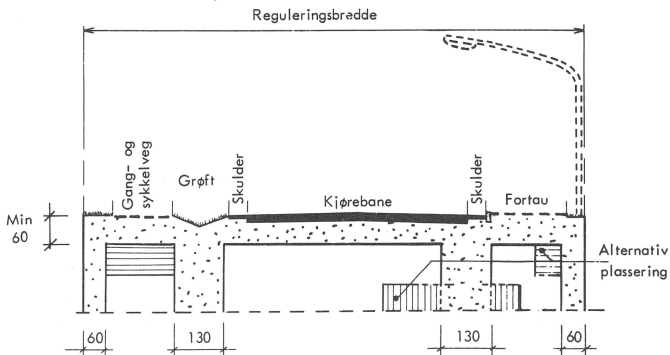 Reguleringsbredde
Gang- og
sykkelveg
Grøft
Skulder
Kjørebane
Skulder
Fortau
Min
60
Alternativ
plassering
60
130
130
60